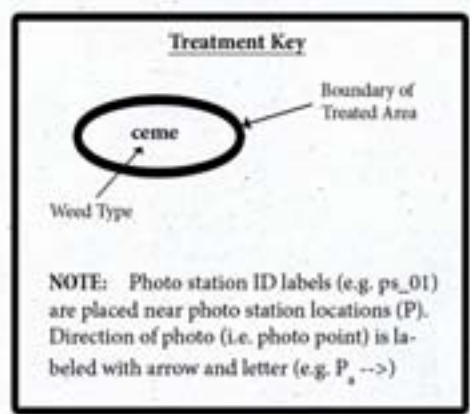 Treatment Key
Boundary of
Treated Area
ceme
Weed Type
NOTE: Photo station ID labels (e.g. ps_01)
are placed near photo station locations (P).
Direction of photo (i.e. photo point) is la-
beled with arrow and letter (e.g. Pₐ -->)